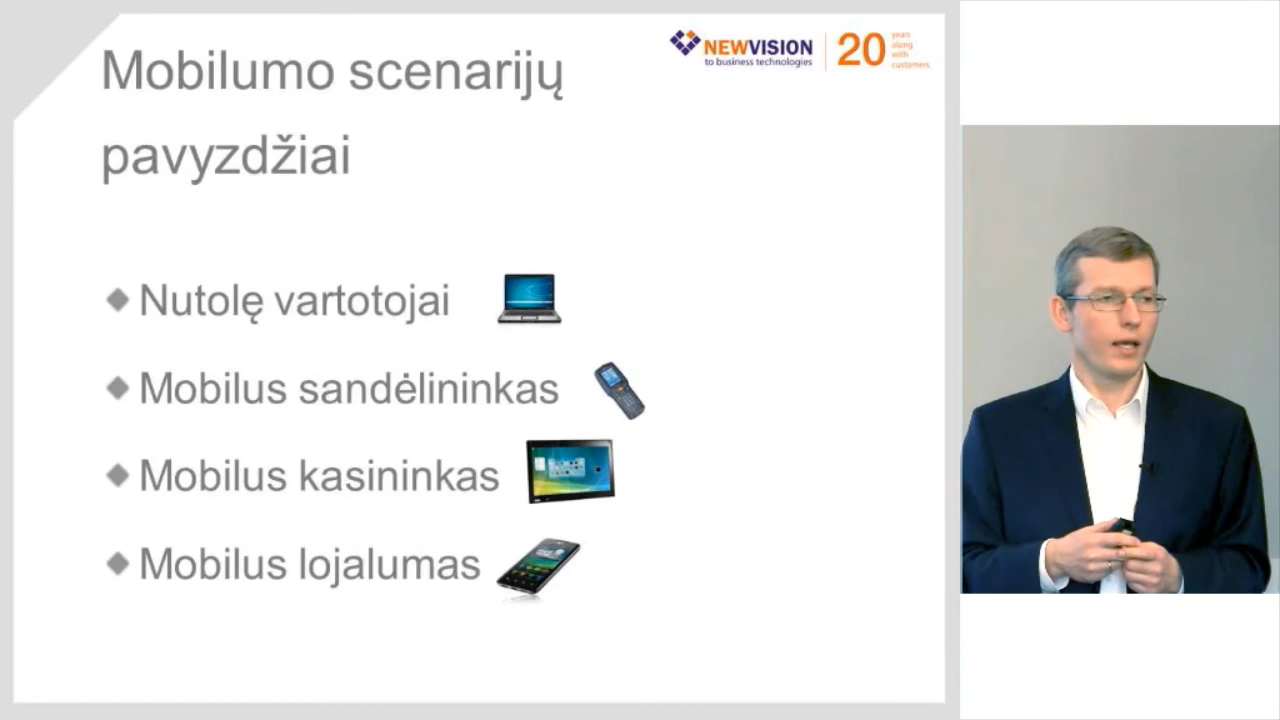 Mobilumo scenarijų
pavyzdžiai
NEWVISION
to business technologies
20
years
along
with
customers
Nutolę vartotojai
Mobilus sandėlininkas
Mobilus kasininkas
Mobilus lojalumas